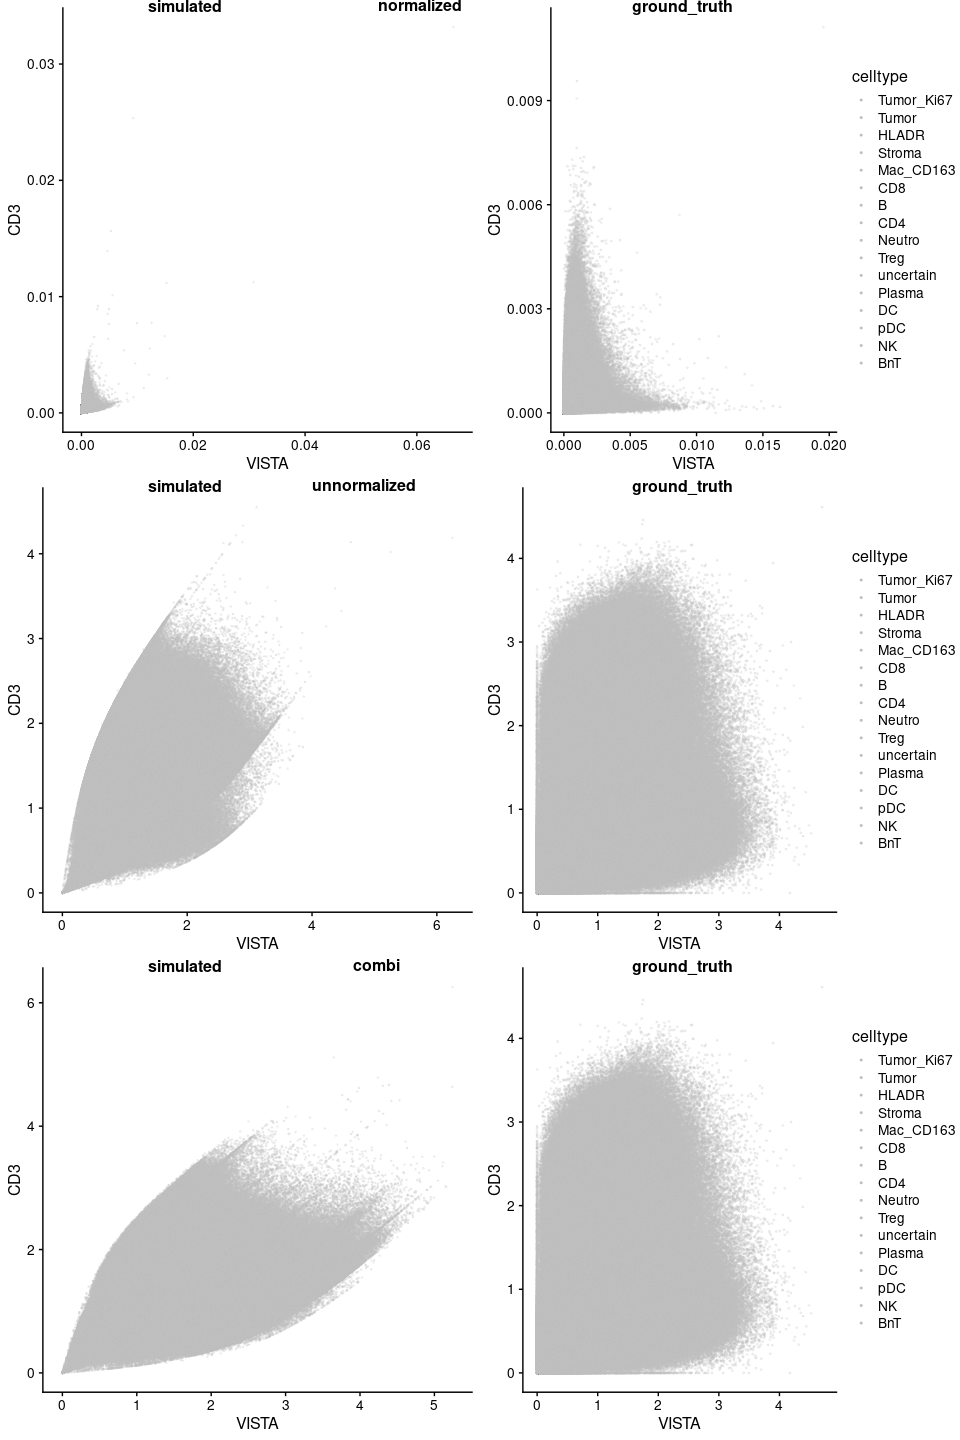 simulated normalized ground_truth
0.03
0.02
0.01
0.00
CD3
0.00 0.02 0.04 0.06
VISTA
0.009
0.006
0.003
0.000
CD3
0.000 0.005 0.010 0.015 0.020
VISTA
celltype
Tumor_Ki67
Tumor
HLADR
Stroma
Mac_CD163
CD8
B
CD4
Neutro
Treg
uncertain
Plasma
DC
pDC
NK
BnT
simulated unnormalized ground_truth
4
3
2
1
0
CD3
0 2 4 6
VISTA
4
3
2
1
0
CD3
0 1 2 3 4
VISTA
celltype
Tumor_Ki67
Tumor
HLADR
Stroma
Mac_CD163
CD8
B
CD4
Neutro
Treg
uncertain
Plasma
DC
pDC
NK
BnT
simulated combi ground_truth
6
4
2
0
CD3
0 1 2 3 4 5
VISTA
4
3
2
1
0
CD3
0 1 2 3 4
VISTA
celltype
Tumor_Ki67
Tumor
HLADR
Stroma
Mac_CD163
CD8
B
CD4
Neutro
Treg
uncertain
Plasma
DC
pDC
NK
BnT